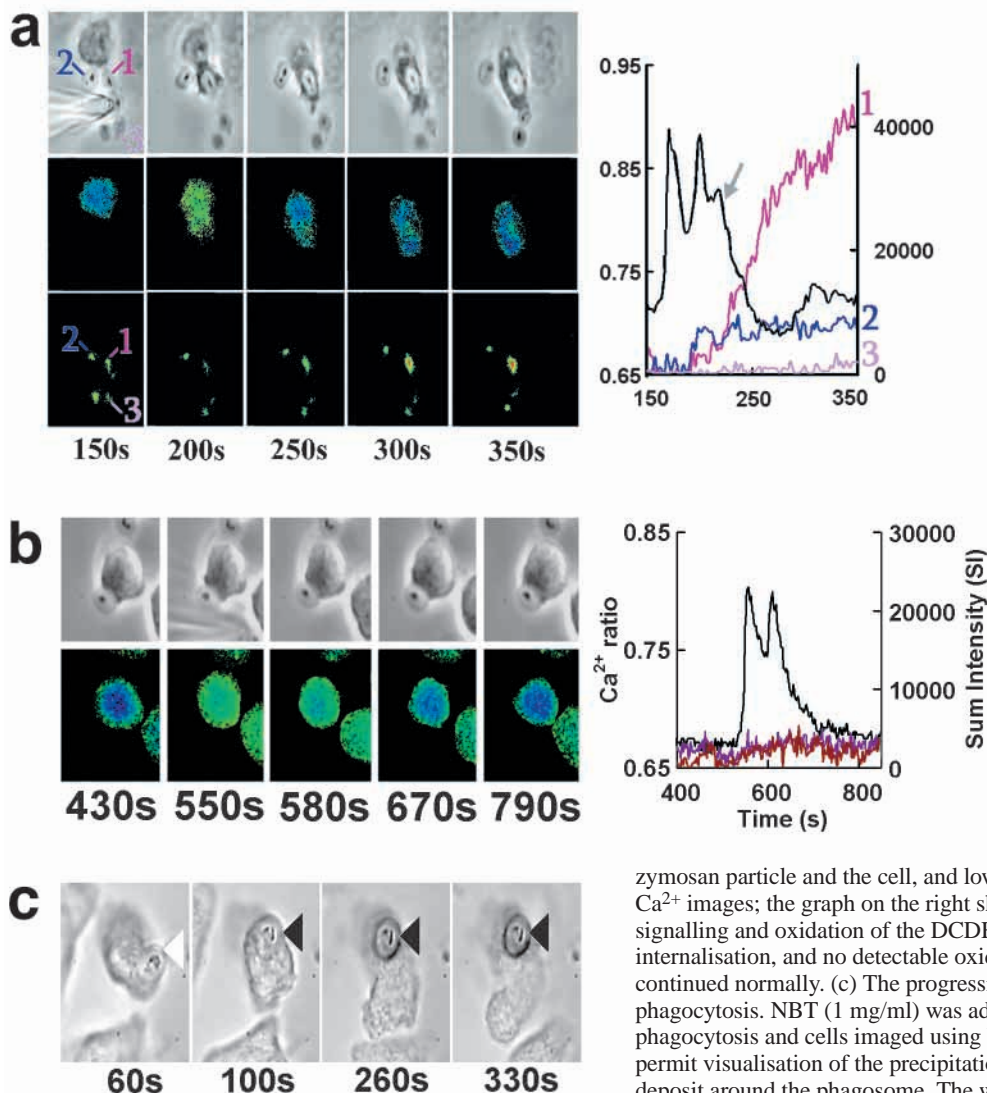 a
2 1
0.95
0.85
0.75
0.65
40000
20000
0
1
2
3
150 250 350
2 1
3
150s 200s 250s 300s 350s
b
0.85
0.75
0.65
Ca2+ ratio
30000
20000
10000
0
Sum Intensity (SI)
400 600 800
Time (s)
430s 550s 580s 670s 790s
c
60s 100s 260s 330s
zymosan particle and the cell, and low
Ca2+ images; the graph on the right sh
signalling and oxidation of the DCDF
internalisation, and no detectable oxid
continued normally. (c) The progressi
phagocytosis. NBT (1 mg/ml) was ad
phagocytosis and cells imaged using
permit visualisation of the precipitatio
deposit around the phagosome. The w